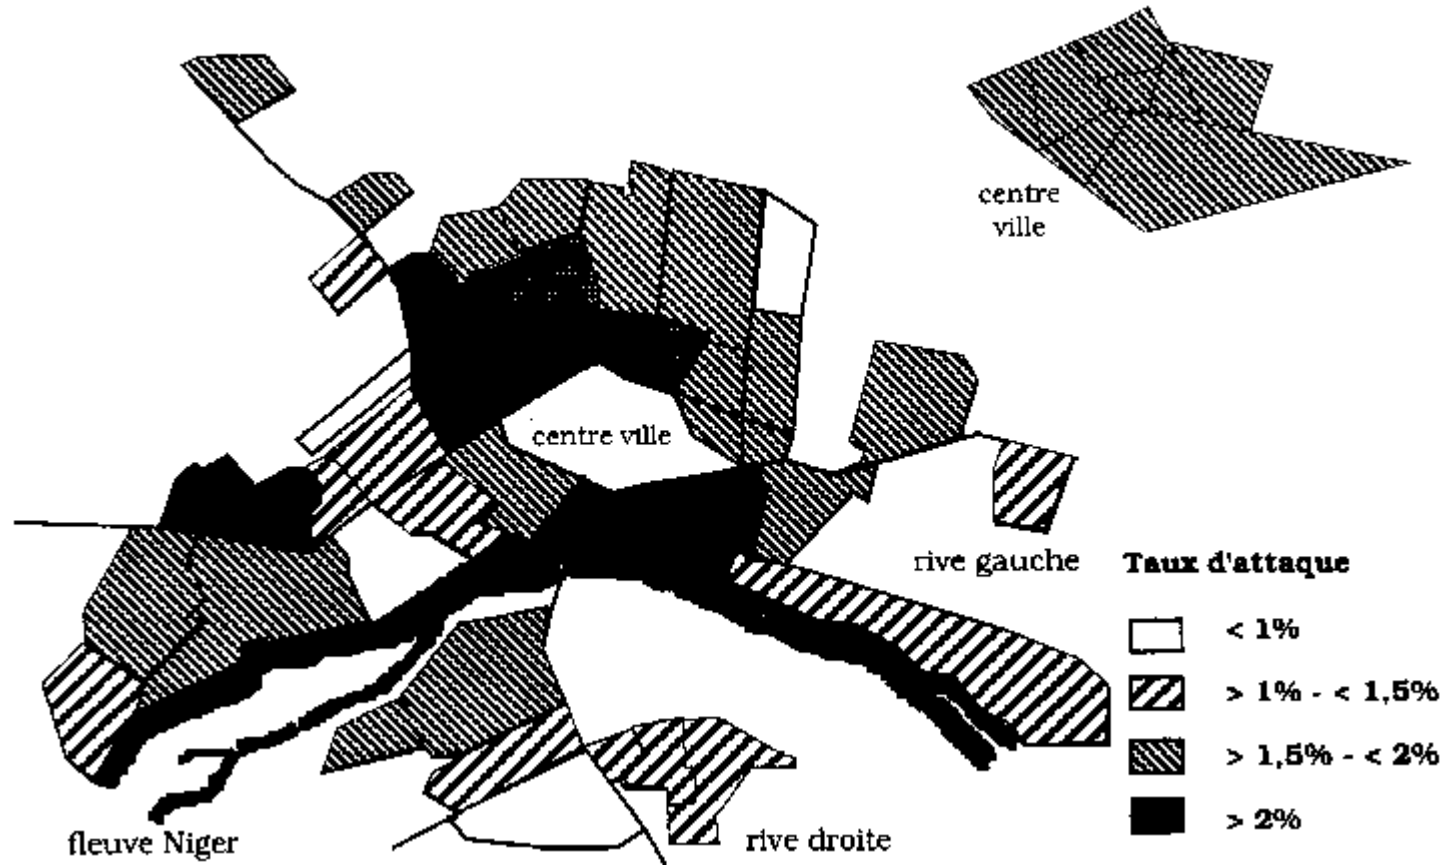 centre
ville
centre ville
rive gauche
Taux d'attaque
< 1%
> 1% - < 1,5%
> 1,5% - < 2%
> 2%
fleuve Niger
rive droite